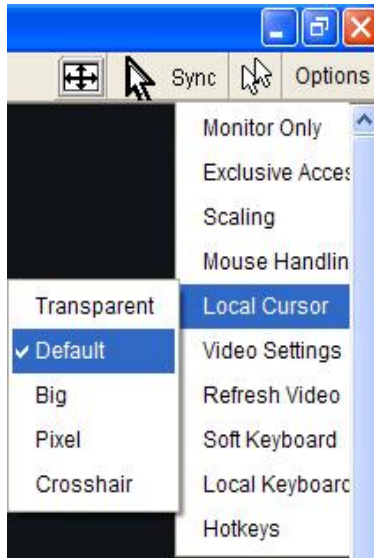 Sync Options
Monitor Only
Exclusive Acces
Scaling
Mouse Handlin
Local Cursor
Video Settings
Refresh Video
Soft Keyboard
Local Keyboard
Hotkeys
Transparent
Default
Big
Pixel
Crosshair